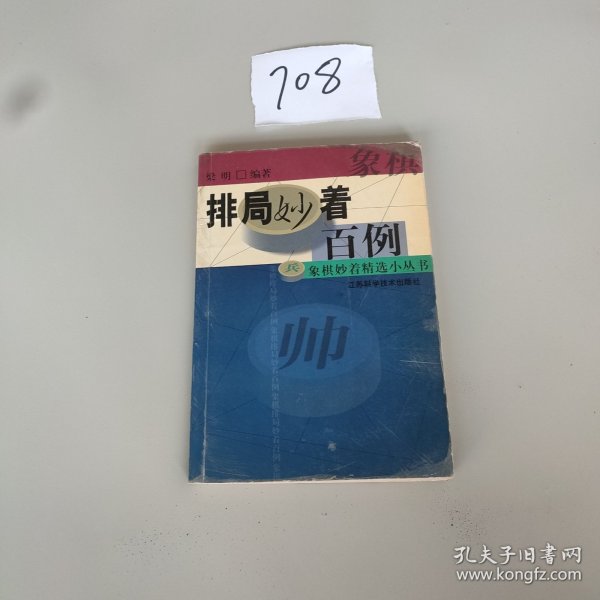 708
象棋
梁明 □ 编著
排局妙着
百例
兵 象棋妙着精选小丛书
江苏科学技术出版社
帅
孔夫子旧书网
www.kongfz.com